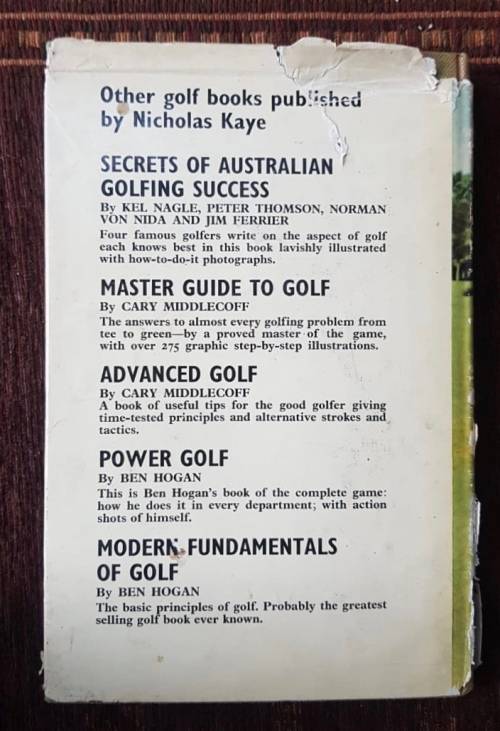 Other golf books published
by Nicholas Kaye
SECRETS OF AUSTRALIAN
GOLFING SUCCESS
By KEL NAGLE, PETER THOMSON, NORMAN
VON NIDA AND JIM FERRIER
Four famous golfers write on the aspect of golf
each knows best in this book lavishly illustrated
with how-to-do-it photographs.
MASTER GUIDE TO GOLF
By CARY MIDDLECOFF
The answers to almost every golfing problem from
tee to green—by a proved master of the game,
with over 275 graphic step-by-step illustrations.
ADVANCED GOLF
By CARY MIDDLECOFF
A book of useful tips for the good golfer giving
time-tested principles and alternative strokes and
tactics.
POWER GOLF
By BEN HOGAN
This is Ben Hogan's book of the complete game:
how he does it in every department; with action
shots of himself.
MODERN FUNDAMENTALS
OF GOLF
By BEN HOGAN
The basic principles of golf. Probably the greatest
selling golf book ever known.